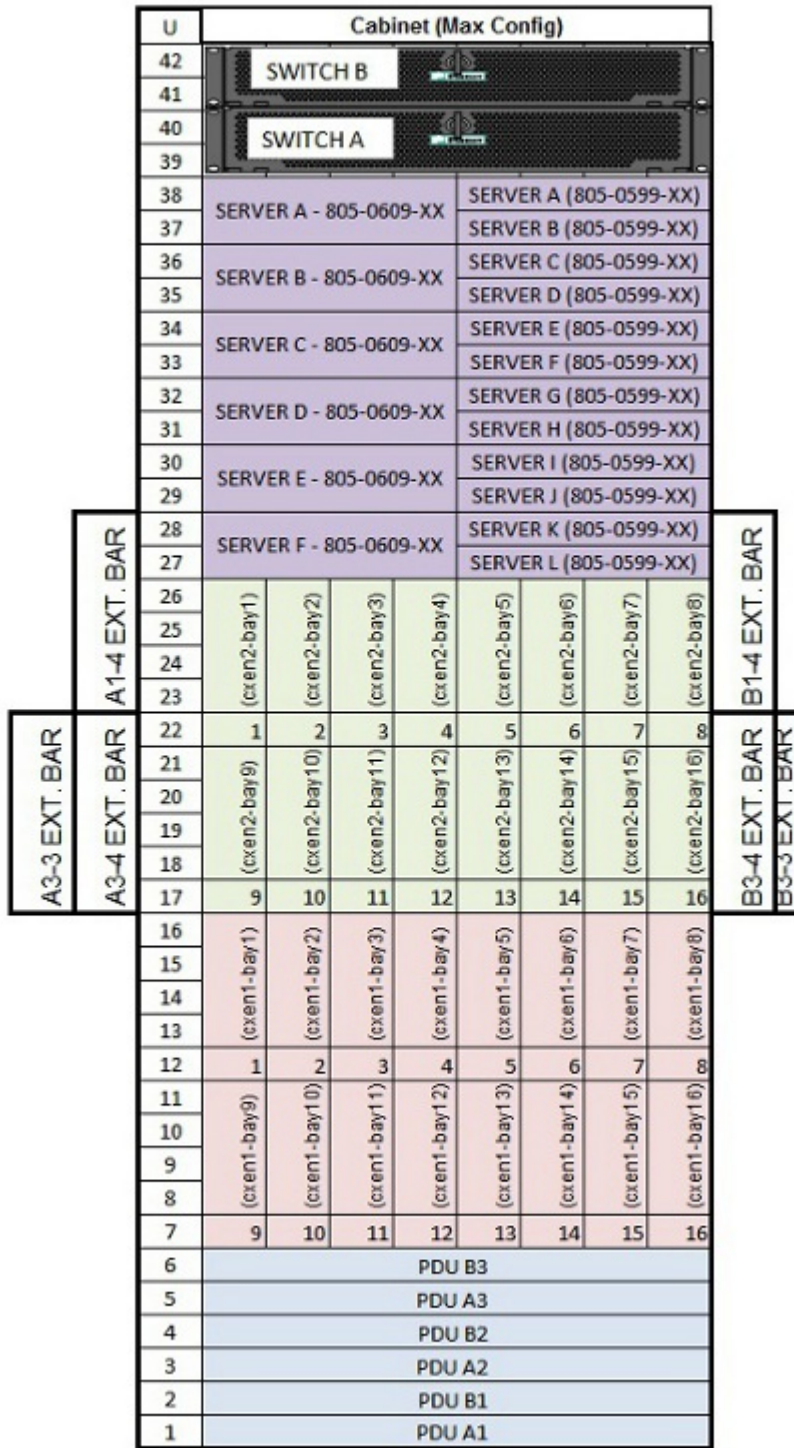 U Cabinet (Max Config)
42
SWITCH B
41
40
SWITCH A
39
38 SERVER A (805-0599-XX)
SERVER A - 805-0609-XX
37 SERVER B (805-0599-XX)
36 SERVER C (805-0599-XX)
SERVER B - 805-0609-XX
35 SERVER D (805-0599-XX)
34 SERVER E (805-0599-XX)
SERVER C - 805-0609-XX
33 SERVER F (805-0599-XX)
32 SERVER G (805-0599-XX)
SERVER D - 805-0609-XX
31 SERVER H (805-0599-XX)
30 SERVER I (805-0599-XX)
SERVER E - 805-0609-XX
29 SERVER J (805-0599-XX)
28 SERVER K (805-0599-XX)
SERVER F - 805-0609-XX
27 SERVER L (805-0599-XX)
A1-4 EXT. BAR
B1-4 EXT. BAR
26
25
24
23
(cxen2-bay1)
(cxen2-bay2)
(cxen2-bay3)
(cxen2-bay4)
(cxen2-bay5)
(cxen2-bay6)
(cxen2-bay7)
(cxen2-bay8)
22 1 2 3 4 5 6 7 8
A3-3 EXT. BAR
A3-4 EXT. BAR
B3-4 EXT. BAR
B3-3 EXT. BAR
21
20
19
18
(cxen2-bay9)
(cxen2-bay10)
(cxen2-bay11)
(cxen2-bay12)
(cxen2-bay13)
(cxen2-bay14)
(cxen2-bay15)
(cxen2-bay16)
17 9 10 11 12 13 14 15 16
16
15
14
13
(cxen1-bay1)
(cxen1-bay2)
(cxen1-bay3)
(cxen1-bay4)
(cxen1-bay5)
(cxen1-bay6)
(cxen1-bay7)
(cxen1-bay8)
12 1 2 3 4 5 6 7 8
11
10
9
8
(cxen1-bay9)
(cxen1-bay10)
(cxen1-bay11)
(cxen1-bay12)
(cxen1-bay13)
(cxen1-bay14)
(cxen1-bay15)
(cxen1-bay16)
7 9 10 11 12 13 14 15 16
6 PDU B3
5 PDU A3
4 PDU B2
3 PDU A2
2 PDU B1
1 PDU A1